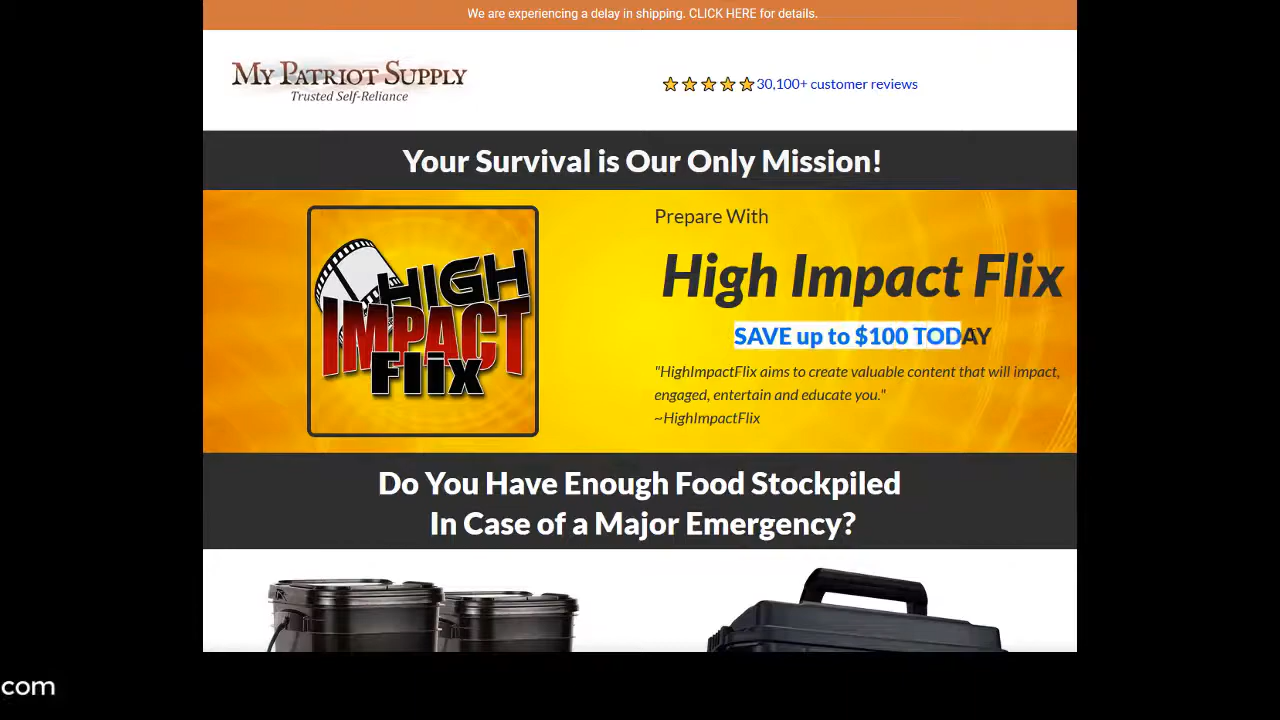 We are experiencing a delay in shipping. CLICK HERE for details.
My Patriot Supply
Trusted Self-Reliance
30,100+ customer reviews
Your Survival is Our Only Mission!
Prepare With
High Impact Flix
HIGH
IMPACT
Flix
SAVE up to $100 TODAY
"HighImpactFlix aims to create valuable content that will impact,
engaged, entertain and educate you."
~HighImpactFlix
Do You Have Enough Food Stockpiled
In Case of a Major Emergency?
com